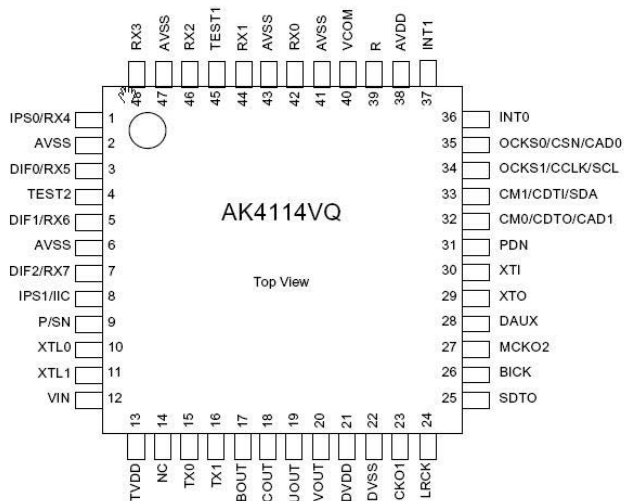 RX3 AVSS RX2 TEST1 RX1 AVSS RX0 AVSS VCOM R AVDD INT1
48 47 46 45 44 43 42 41 40 39 38 37
IPS0/RX4 1
AVSS 2
DIF0/RX5 3
TEST2 4
DIF1/RX6 5
AVSS 6
DIF2/RX7 7
IPS1/IIC 8
P/SN 9
XTL0 10
XTL1 11
VIN 12
AK4114VQ
Top View
36 INT0
35 OCKS0/CSN/CAD0
34 OCKS1/CCLK/SCL
33 CM1/CDTI/SDA
32 CM0/CDTO/CAD1
31 PDN
30 XTI
29 XTO
28 DAUX
27 MCKO2
26 BICK
25 SDTO
13 14 15 16 17 18 19 20 21 22 23 24
TVDD NC TX0 TX1 BOUT COUT UOUT VOUT DVDD DVSS CKO1 LRCK